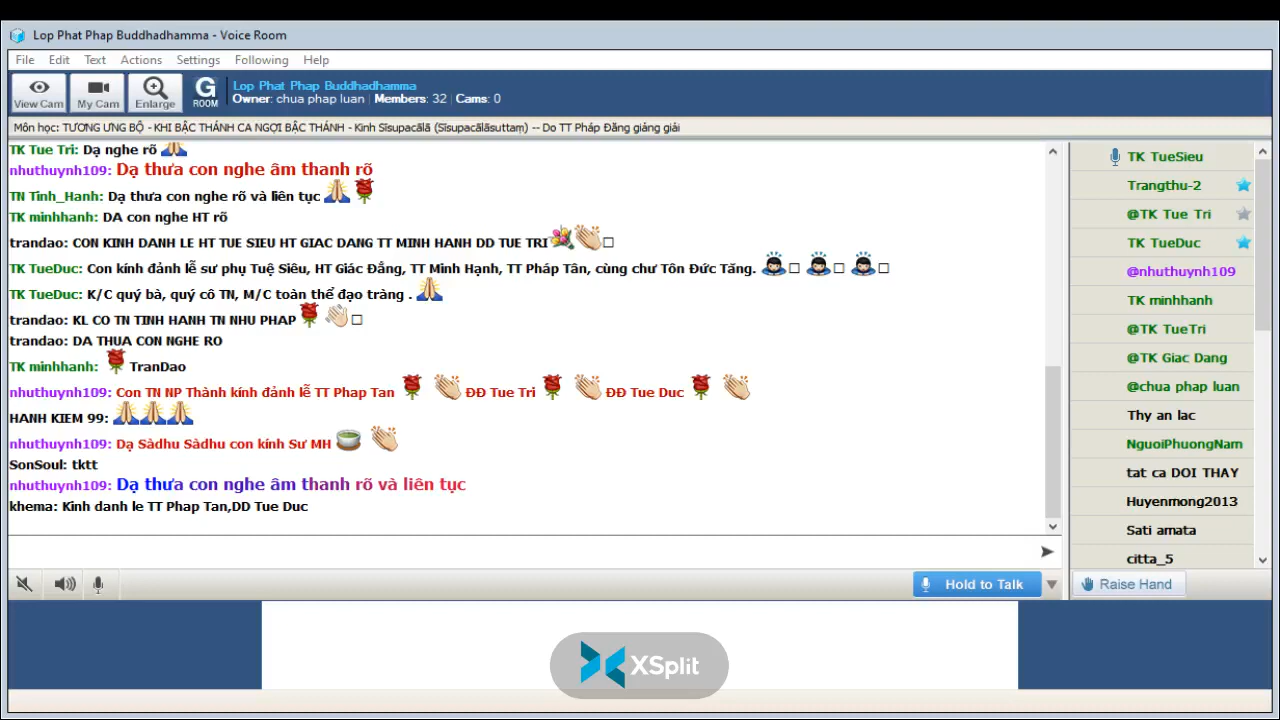 Lop Phat Phap Buddhadhamma - Voice Room
File Edit Text Actions Settings Following Help
View Cam My Cam Enlarge G ROOM
Lop Phat Phap Buddhadhamma
Owner: chua phap luan | Members: 32 | Cams: 0
Môn học: TƯƠNG ƯNG BỘ - KHI BẬC THÁNH CA NGỢI BẬC THÁNH - Kinh Sīsupacālā (Sīsupacālāsuttaṃ) -- Do TT Pháp Đăng giảng giải
TK Tue Tri: Dạ nghe rõ 🙏
nhuthuynh109: Dạ thưa con nghe âm thanh rõ
TN Tinh_Hanh: Dạ thưa con nghe rõ và liên tục 🙏🌹
TK minhhanh: DA con nghe HT rõ
trandao: CON KINH DANH LE HT TUE SIEU HT GIAC DANG TT MINH HANH DD TUE TRI💐👏🏻□
TK TueDuc: Con kính đảnh lễ sư phụ Tuệ Siêu, HT Giác Đẳng, TT Minh Hạnh, TT Pháp Tân, cùng chư Tôn Đức Tăng. 🙇□ 🙇□ 🙇□
TK TueDuc: K/C quý bà, quý cô TN, M/C toàn thể đạo tràng . 🙏
trandao: KL CO TN TINH HANH TN NHU PHAP🌹 👋🏻□
trandao: DA THUA CON NGHE RO
TK minhhanh: 🌹 TranDao
nhuthuynh109: Con TN NP Thành kính đảnh lễ TT Phap Tan 🌹 👏 ĐĐ Tue Tri🌹 👏 ĐĐ Tue Duc 🌹 👏
HANH KIEM 99: 🙏🙏🙏
nhuthuynh109: Dạ Sàdhu Sàdhu con kính Sư MH 🍵 👏
SonSoul: tktt
nhuthuynh109: Dạ thưa con nghe âm thanh rõ và liên tục
khema: Kinh danh le TT Phap Tan,DD Tue Duc
TK TueSieu
Trangthu-2
@TK Tue Tri
TK TueDuc
@nhuthuynh109
TK minhhanh
@TK TueTri
@TK Giac Dang
@chua phap luan
Thy an lac
NguoiPhuongNam
tat ca DOI THAY
Huyenmong2013
Sati amata
citta_5
Hold to Talk
Raise Hand
XSplit